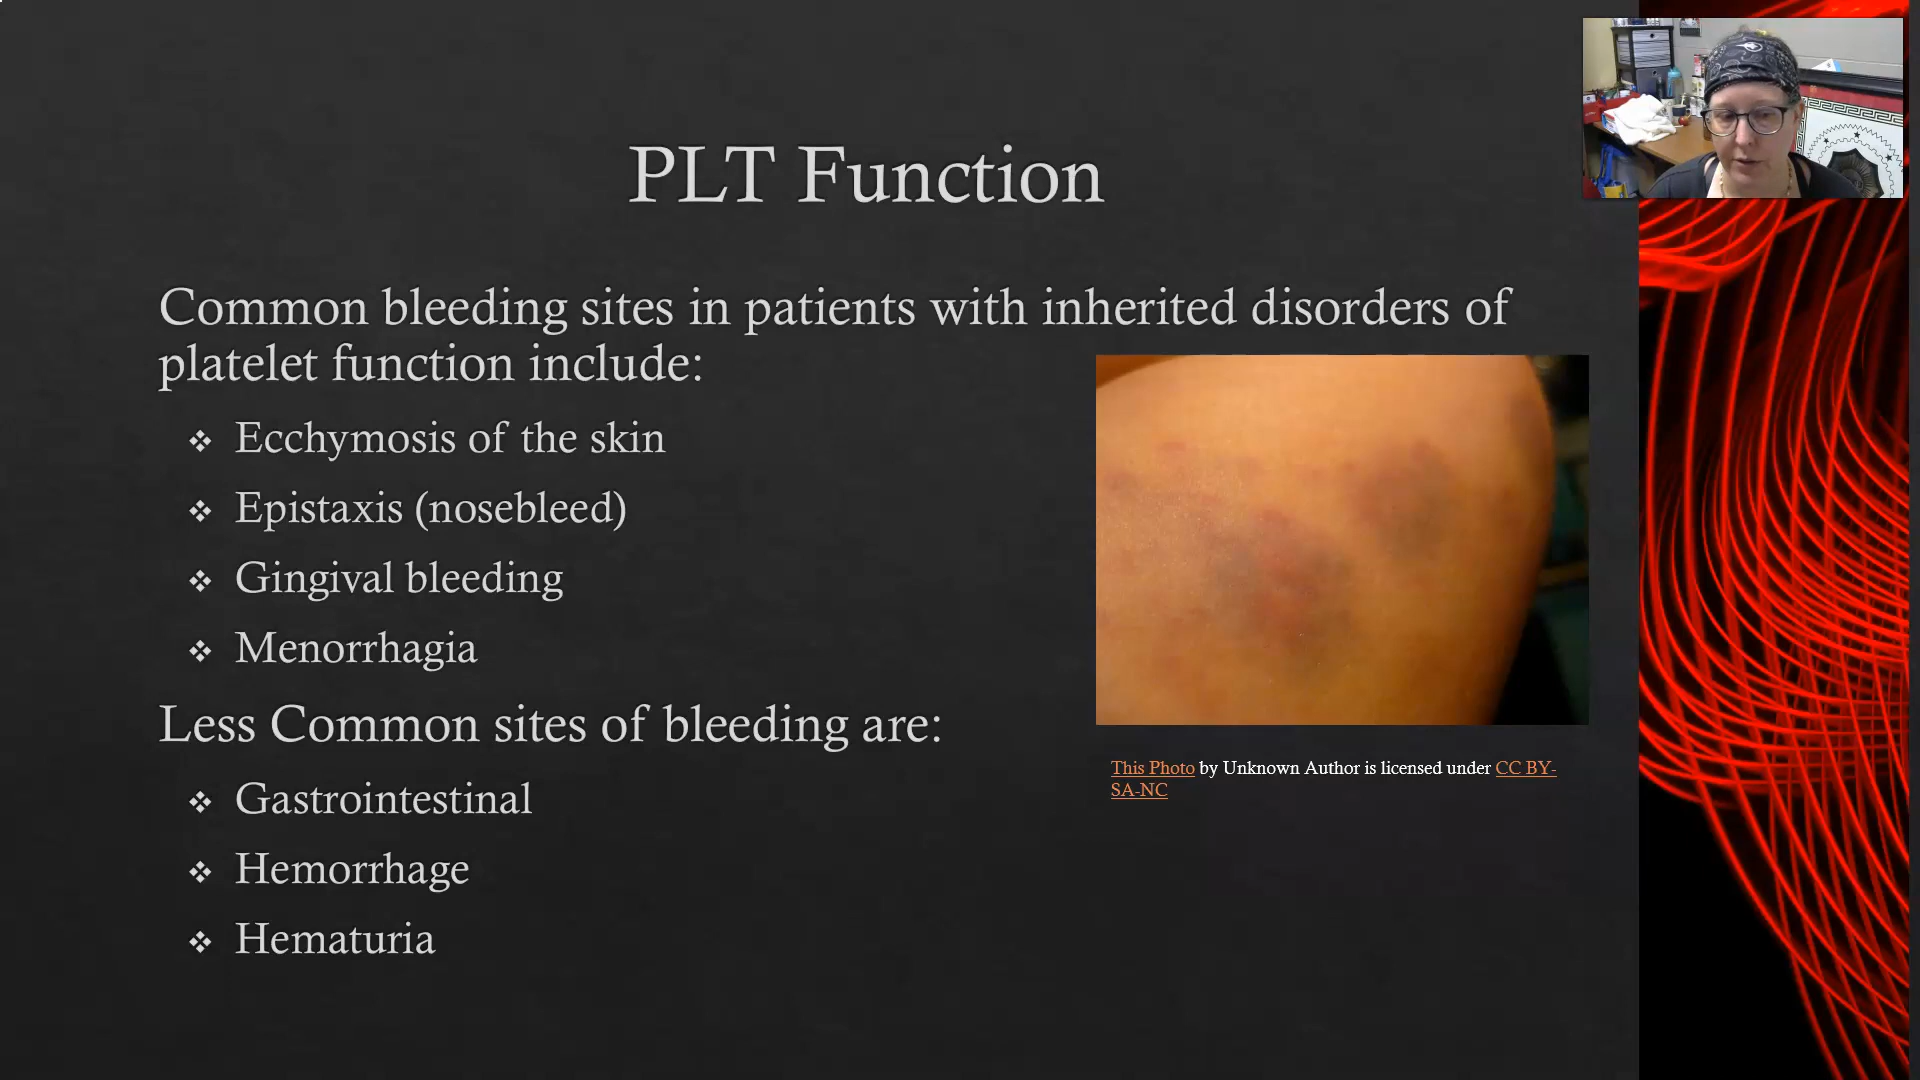 PLT Function
Common bleeding sites in patients with inherited disorders of
platelet function include:
❖ Ecchymosis of the skin
❖ Epistaxis (nosebleed)
❖ Gingival bleeding
❖ Menorrhagia
Less Common sites of bleeding are:
❖ Gastrointestinal
❖ Hemorrhage
❖ Hematuria
This Photo by Unknown Author is licensed under CC BY-
SA-NC